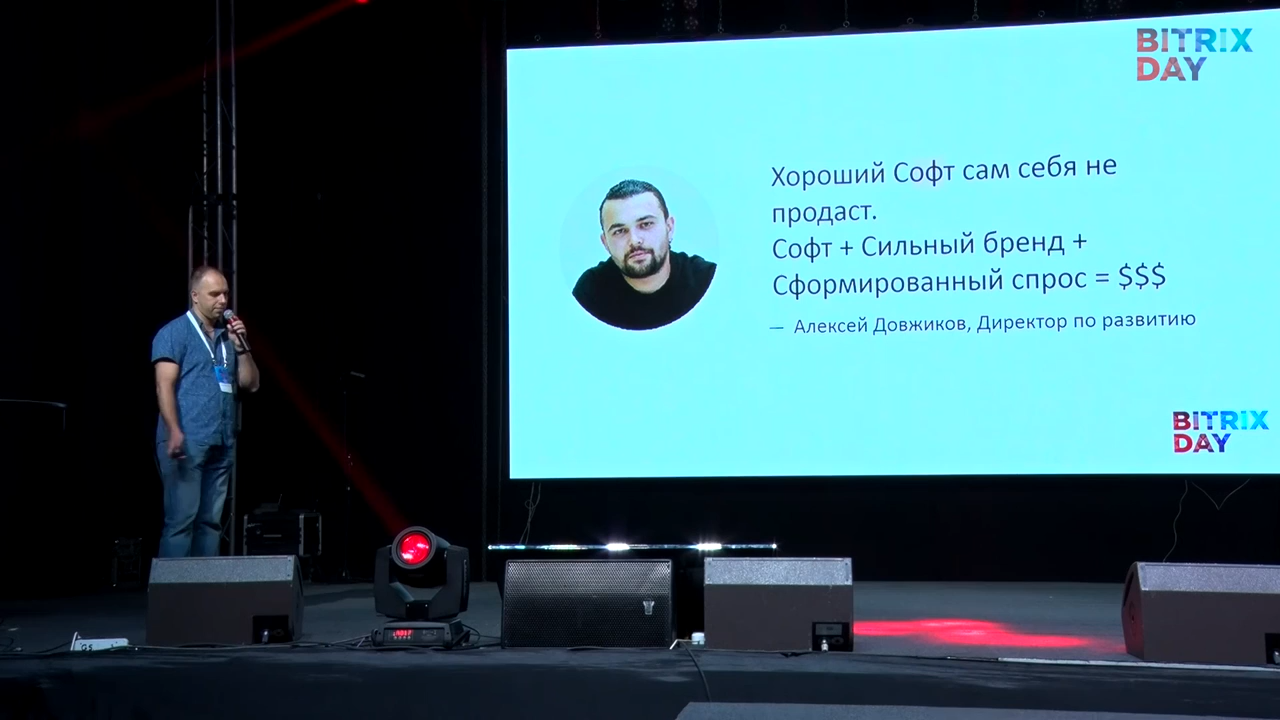 BITRIX
DAY
Хороший Софт сам себя не
продаст.
Софт + Сильный бренд +
Сформированный спрос = $$$
— Алексей Довжиков, Директор по развитию
BITRIX
DAY